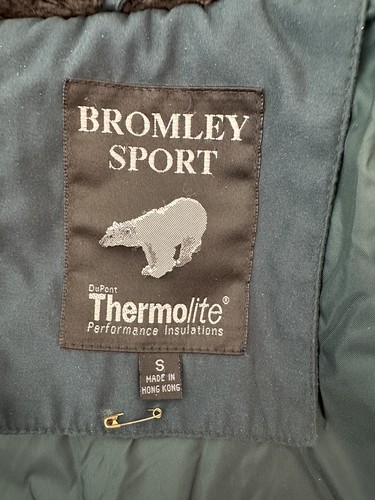 BROMLEY
SPORT
DuPont
Thermolite®
Performance Insulations
S
MADE IN
HONG KONG